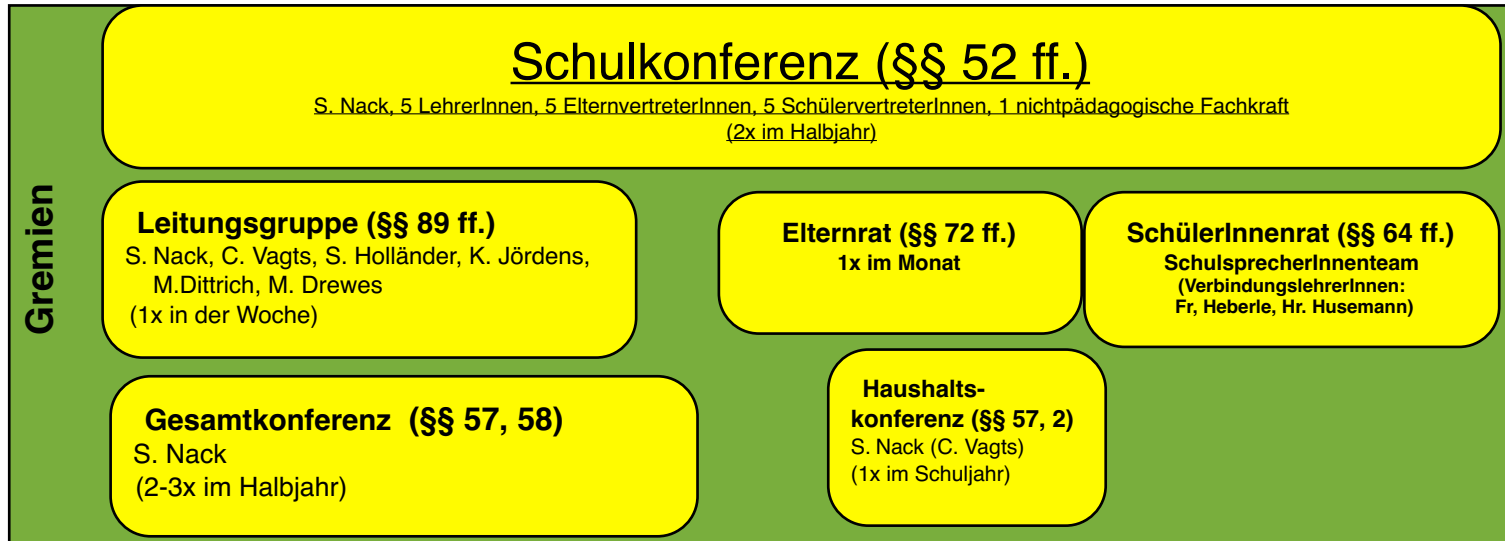 Gremien
Schulkonferenz (§§ 52 ff.)
S. Nack, 5 LehrerInnen, 5 ElternvertreterInnen, 5 SchülervertreterInnen, 1 nichtpädagogische Fachkraft
(2x im Halbjahr)
Leitungsgruppe (§§ 89 ff.)
S. Nack, C. Vagts, S. Holländer, K. Jördens,
M.Dittrich, M. Drewes
(1x in der Woche)
Elternrat (§§ 72 ff.)
1x im Monat
SchülerInnenrat (§§ 64 ff.)
SchulsprecherInnenteam
(VerbindungslehrerInnen:
Fr, Heberle, Hr. Husemann)
Gesamtkonferenz (§§ 57, 58)
S. Nack
(2-3x im Halbjahr)
Haushalts-
konferenz (§§ 57, 2)
S. Nack (C. Vagts)
(1x im Schuljahr)